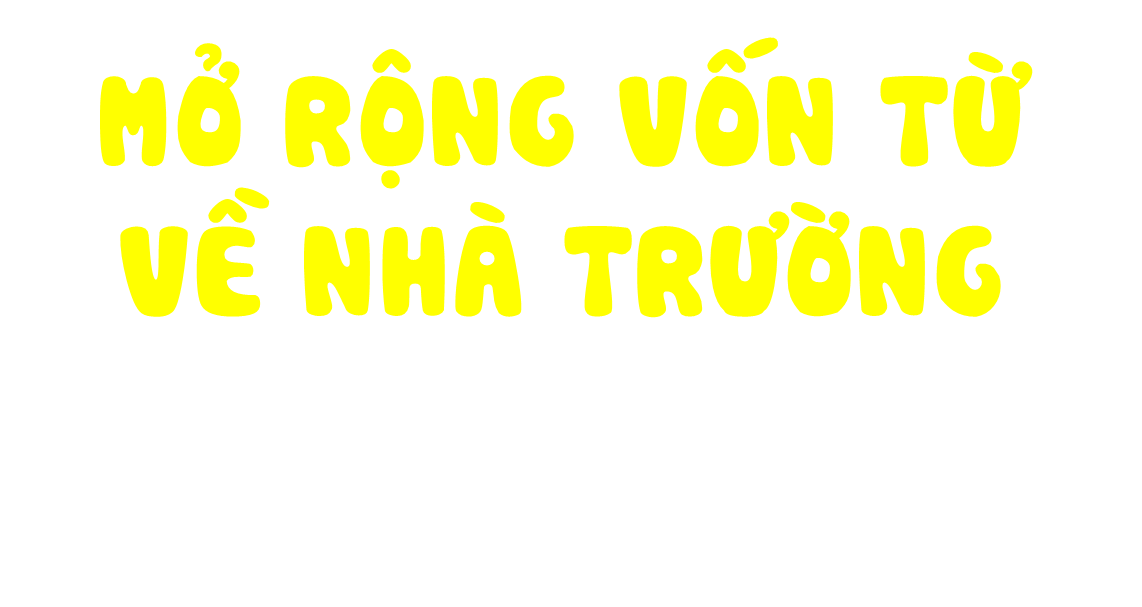 MỞ RỘNG VỐN TỪ
VỀ NHÀ TRƯỜNG